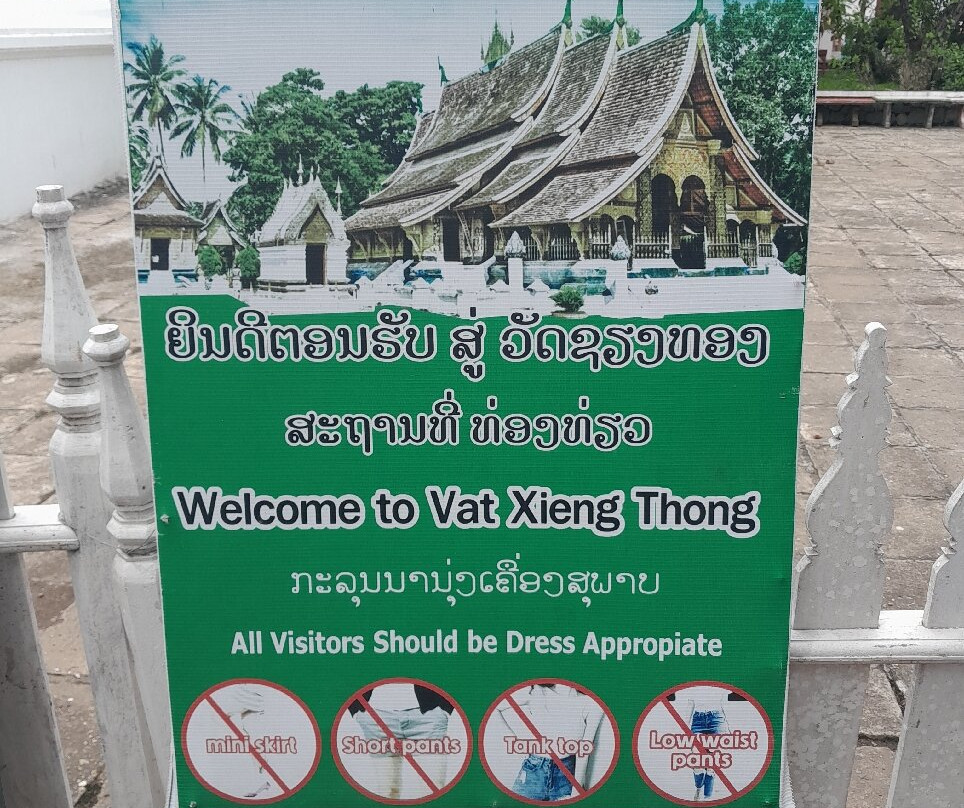 ຍິນດີຕອນຮັບ ສູ່ ວັດຊຽງທອງ
ສະຖານທີ່ ທ່ອງທ່ຽວ
Welcome to Vat Xieng Thong
ກະລຸນນານຸ່ງເຄື່ອງສຸພາບ
All Visitors Should be Dress Appropiate
mini skirt
Short pants
Tank top
Low waist
pants